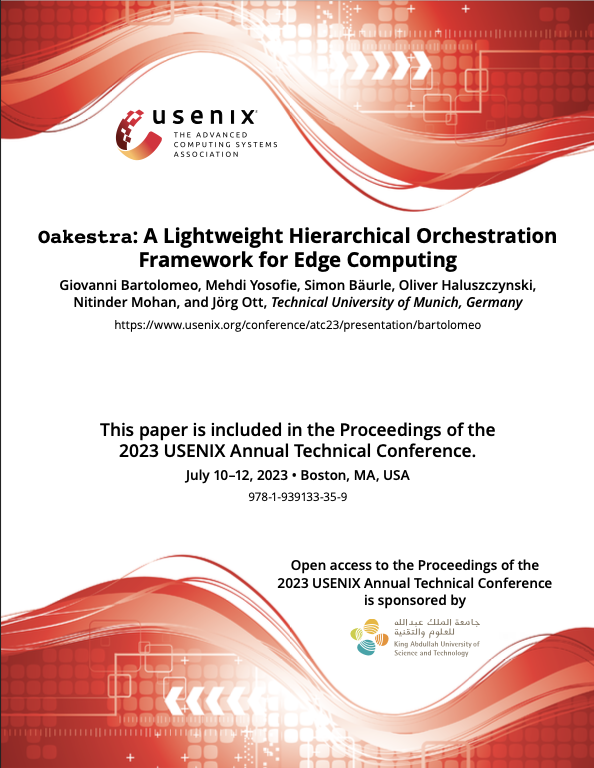 usenix®
THE ADVANCED
COMPUTING SYSTEMS
ASSOCIATION
Oakestra: A Lightweight Hierarchical Orchestration
Framework for Edge Computing
Giovanni Bartolomeo, Mehdi Yosofie, Simon Bäurle, Oliver Haluszczynski,
Nitinder Mohan, and Jörg Ott, Technical University of Munich, Germany
https://www.usenix.org/conference/atc23/presentation/bartolomeo
This paper is included in the Proceedings of the
2023 USENIX Annual Technical Conference.
July 10–12, 2023 • Boston, MA, USA
978-1-939133-35-9
Open access to the Proceedings of the
2023 USENIX Annual Technical Conference
is sponsored by
جامعة الملك عبدالله
للعلوم والتقنية
King Abdullah University of
Science and Technology